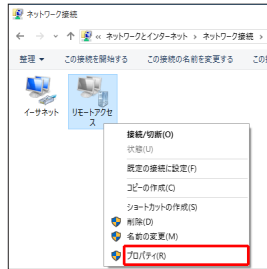 ネットワーク接続
« ネットワークとインターネット › ネットワーク接続 ›
整理 この接続を開始する この接続の名前を変更する この
イーサネット リモートアクセ
ス
接続/切断(O)
状態(U)
既定の接続に設定(F)
コピーの作成(C)
ショートカットの作成(S)
削除(D)
名前の変更(M)
プロパティ(R)